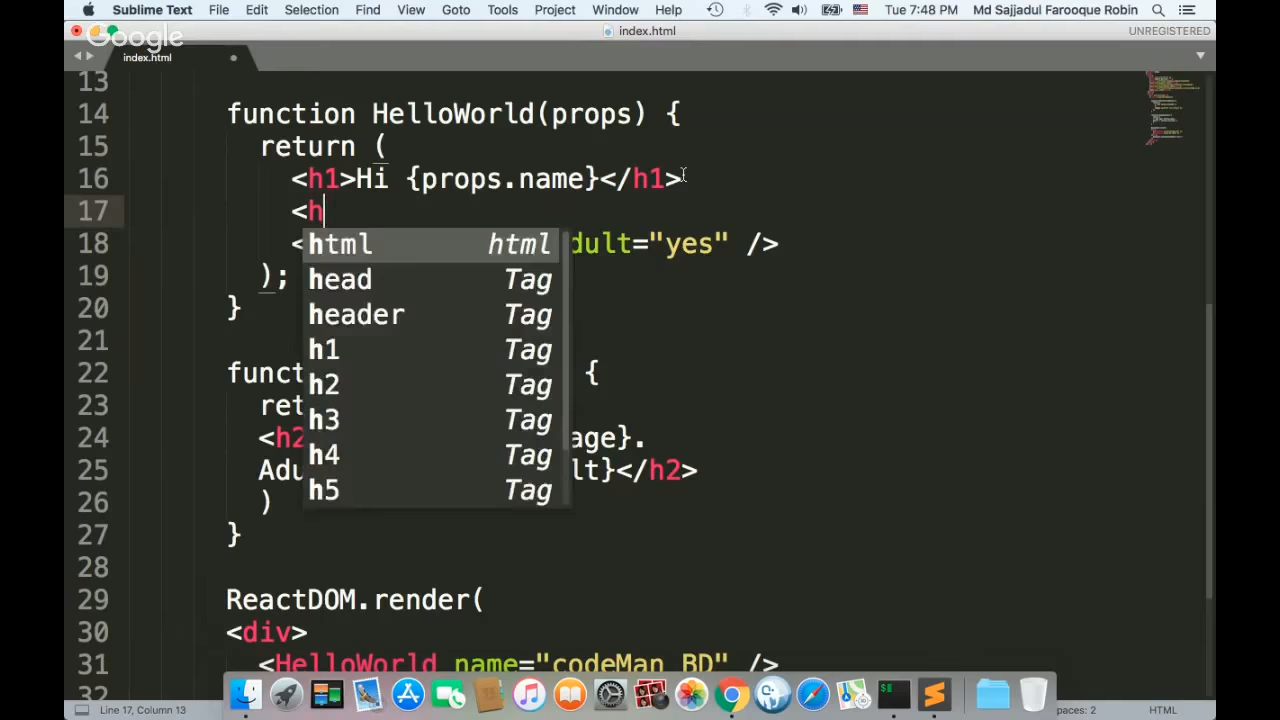 Sublime Text File Edit Selection Find View Goto Tools Project Window Help Tue 7:48 PM Md Sajjadul Farooque Robin
Google
index.html UNREGISTERED
index.html
13
14 function HelloWorld(props) {
15 return (
16 <h1>Hi {props.name}</h1>
17 <h
18 < dult="yes" />
19 );
20 }
21
22 funct {
23 ret
24 <h2 age}.
25 Adu lt}</h2>
26 )
27 }
28
29 ReactDOM.render(
30 <div>
31 <HelloWorld name="codeMan BD" />
32
html html
head Tag
header Tag
h1 Tag
h2 Tag
h3 Tag
h4 Tag
h5 Tag
Line 17, Column 13 paces: 2 HTML